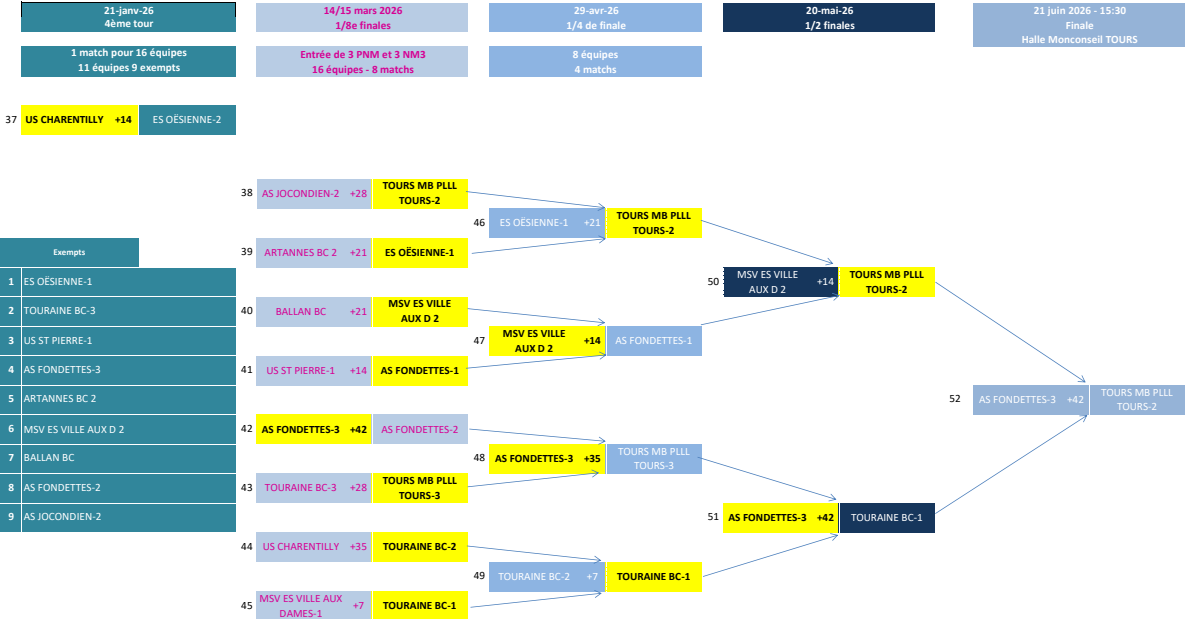 21-janv-26
4ème tour
14/15 mars 2026
1/8e finales
29-avr-26
1/4 de finale
20-mai-26
1/2 finales
21 juin 2026 - 15:30
Finale
Halle Monconseil TOURS
1 match pour 16 équipes
11 équipes 9 exempts
Entrée de 3 PNM et 3 NM3
16 équipes - 8 matchs
8 équipes
4 matchs
37 US CHARENTILLY +14 ES OËSIENNE-2
38 AS JOCONDIEN-2 +28 TOURS MB PLLL
TOURS-2
39 ARTANNES BC 2 +21 ES OËSIENNE-1
40 BALLAN BC +21 MSV ES VILLE
AUX D 2
41 US ST PIERRE-1 +14 AS FONDETTES-1
42 AS FONDETTES-3 +42 AS FONDETTES-2
43 TOURAINE BC-3 +28 TOURS MB PLLL
TOURS-3
44 US CHARENTILLY +35 TOURAINE BC-2
45 MSV ES VILLE AUX
DAMES-1 +7 TOURAINE BC-1
46 ES OËSIENNE-1 +21 TOURS MB PLLL
TOURS-2
47 MSV ES VILLE
AUX D 2 +14 AS FONDETTES-1
48 AS FONDETTES-3 +35 TOURS MB PLLL
TOURS-3
49 TOURAINE BC-2 +7 TOURAINE BC-1
50 MSV ES VILLE
AUX D 2 +14 TOURS MB PLLL
TOURS-2
51 AS FONDETTES-3 +42 TOURAINE BC-1
52 AS FONDETTES-3 +42 TOURS MB PLLL
TOURS-2
Exempts
1 ES OËSIENNE-1
2 TOURAINE BC-3
3 US ST PIERRE-1
4 AS FONDETTES-3
5 ARTANNES BC 2
6 MSV ES VILLE AUX D 2
7 BALLAN BC
8 AS FONDETTES-2
9 AS JOCONDIEN-2